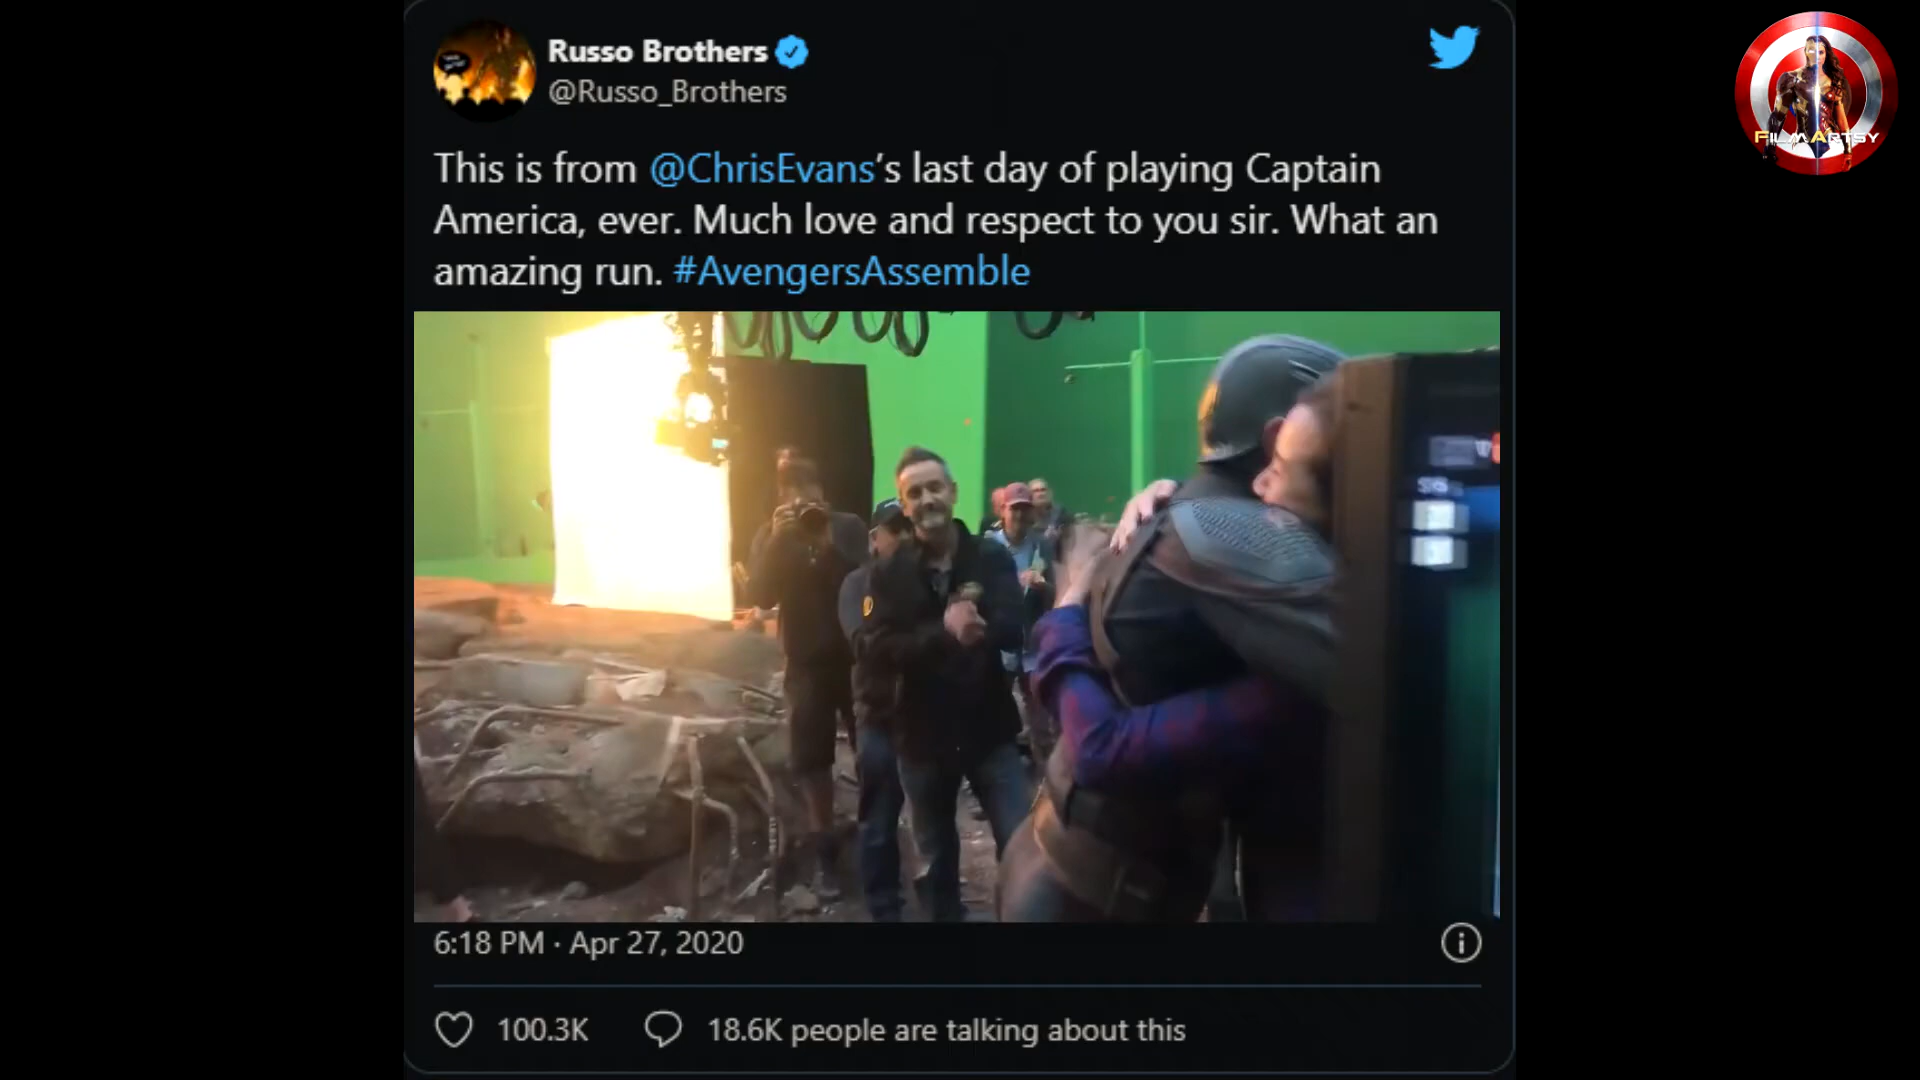 Russo Brothers
@Russo_Brothers
This is from @ChrisEvans’s last day of playing Captain
America, ever. Much love and respect to you sir. What an
amazing run. #AvengersAssemble
6:18 PM · Apr 27, 2020
100.3K
18.6K people are talking about this
FILMARTSY